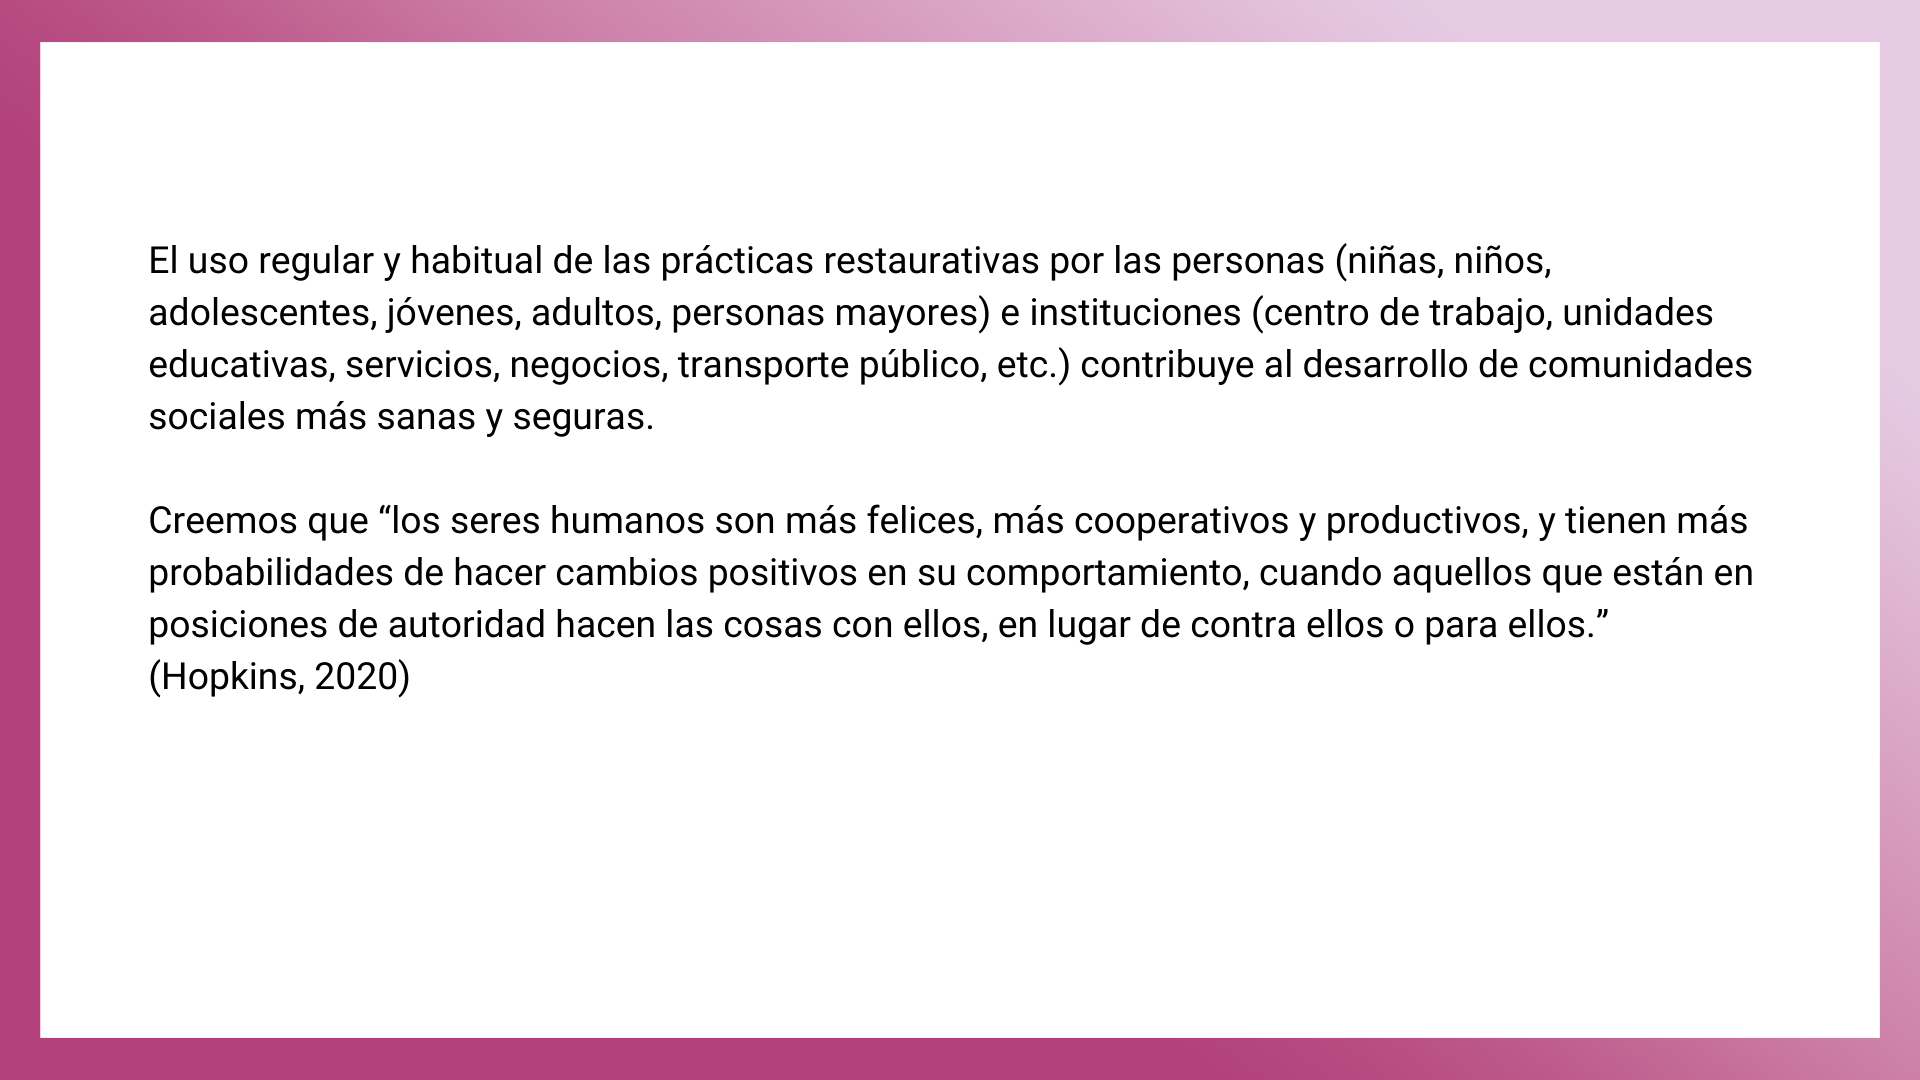 El uso regular y habitual de las prácticas restaurativas por las personas (niñas, niños,
adolescentes, jóvenes, adultos, personas mayores) e instituciones (centro de trabajo, unidades
educativas, servicios, negocios, transporte público, etc.) contribuye al desarrollo de comunidades
sociales más sanas y seguras.
Creemos que “los seres humanos son más felices, más cooperativos y productivos, y tienen más
probabilidades de hacer cambios positivos en su comportamiento, cuando aquellos que están en
posiciones de autoridad hacen las cosas con ellos, en lugar de contra ellos o para ellos.”
(Hopkins, 2020)